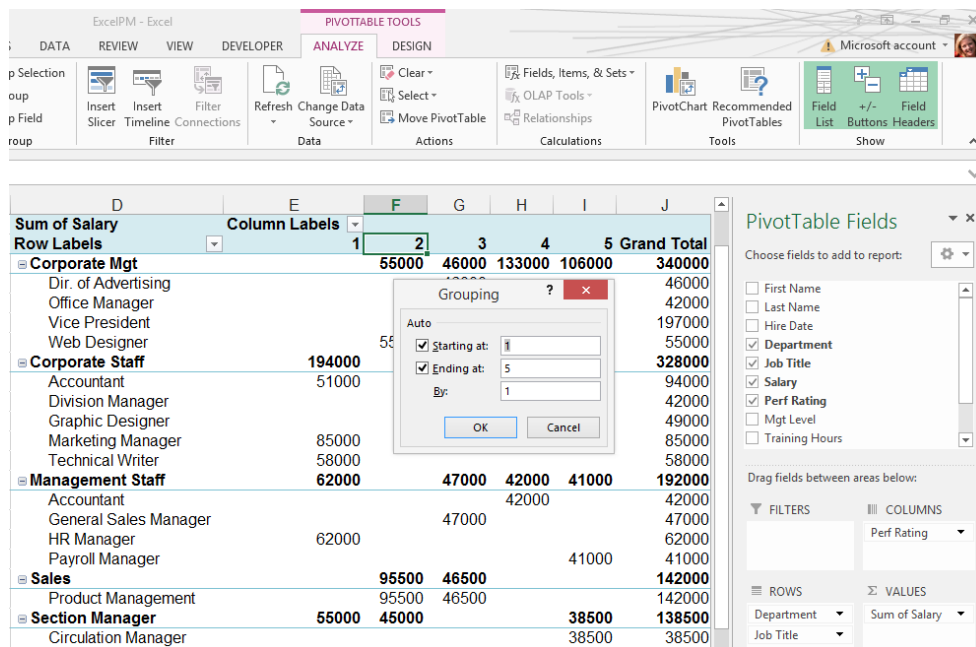 ExcelPM - Excel
PIVOTTABLE TOOLS
DATA REVIEW VIEW DEVELOPER ANALYZE DESIGN Microsoft account
p Selection
oup
p Field
roup
Insert Slicer
Insert Timeline
Filter Connections
Filter
Refresh
Change Data Source
Data
Clear
Select
Move PivotTable
Actions
Fields, Items, & Sets
OLAP Tools
Relationships
Calculations
PivotChart
Recommended PivotTables
Tools
Field List
+/- Buttons
Field Headers
Show
D E F G H I J
Sum of Salary Column Labels
Row Labels 1 2 3 4 5 Grand Total
Corporate Mgt 55000 46000 133000 106000 340000
Dir. of Advertising 46000
Office Manager 42000
Vice President 197000
Web Designer 55000
Corporate Staff 194000 328000
Accountant 51000 94000
Division Manager 42000
Graphic Designer 49000
Marketing Manager 85000 85000
Technical Writer 58000 58000
Management Staff 62000 47000 42000 41000 192000
Accountant 42000 42000
General Sales Manager 47000 47000
HR Manager 62000 62000
Payroll Manager 41000 41000
Sales 95500 46500 142000
Product Management 95500 46500 142000
Section Manager 55000 45000 38500 138500
Circulation Manager 38500 38500
Grouping ?
Auto
Starting at: 1
Ending at: 5
By: 1
OK Cancel
PivotTable Fields
Choose fields to add to report:
First Name
Last Name
Hire Date
Department
Job Title
Salary
Perf Rating
Mgt Level
Training Hours
Drag fields between areas below:
FILTERS
COLUMNS
Perf Rating
ROWS
Department
Job Title
Σ VALUES
Sum of Salary